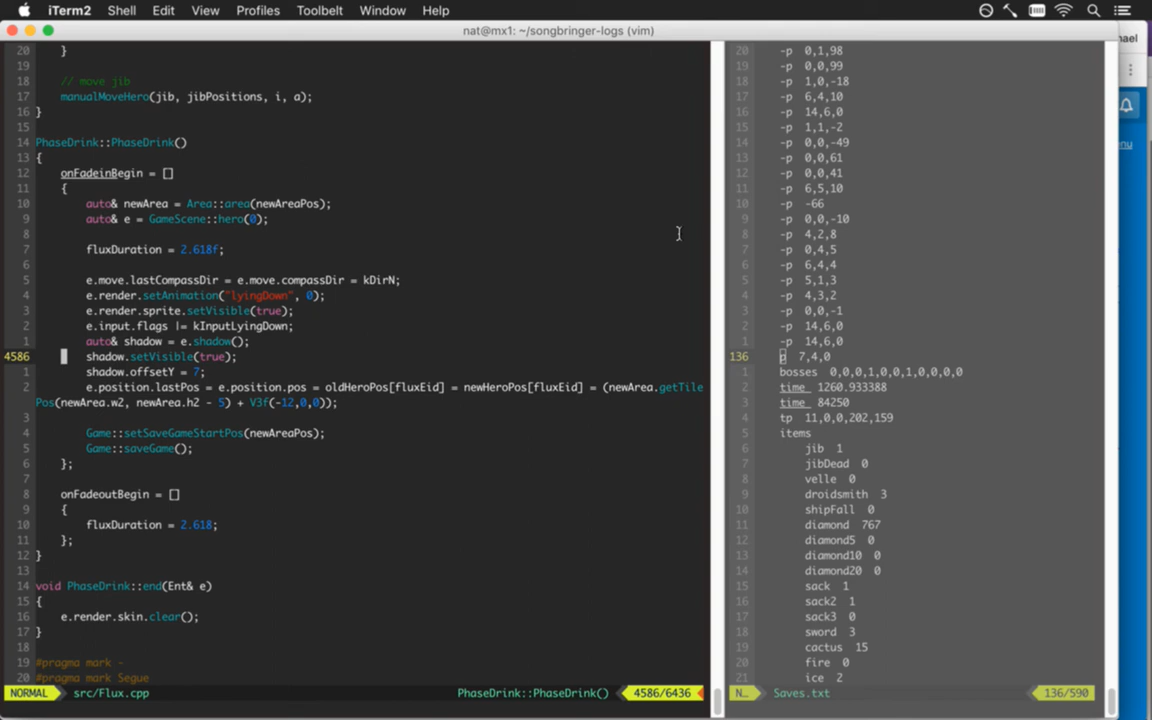 iTerm2 Shell Edit View Profiles Toolbelt Window Help
nat@mx1: ~/songbringer-logs (vim)
nael
enu
20 }
19
18 // move jib
17 manualMoveHero(jib, jibPositions, i, a);
16 }
15
14 PhaseDrink::PhaseDrink()
13 {
12 onFadeinBegin = []
11 {
10 auto& newArea = Area::area(newAreaPos);
9 auto& e = GameScene::hero(0);
8
7 fluxDuration = 2.618f;
6
5 e.move.lastCompassDir = e.move.compassDir = kDirN;
4 e.render.setAnimation("lyingDown", 0);
3 e.render.sprite.setVisible(true);
2 e.input.flags |= kInputLyingDown;
1 auto& shadow = e.shadow();
4586 shadow.setVisible(true);
1 shadow.offsetY = 7;
2 e.position.lastPos = e.position.pos = oldHeroPos[fluxEid] = newHeroPos[fluxEid] = (newArea.getTile
Pos(newArea.w2, newArea.h2 - 5) + V3f(-12,0,0));
3
4 Game::setSaveGameStartPos(newAreaPos);
5 Game::saveGame();
6 };
7
8 onFadeoutBegin = []
9 {
10 fluxDuration = 2.618;
11 };
12 }
13
14 void PhaseDrink::end(Ent& e)
15 {
16 e.render.skin.clear();
17 }
18
19 #pragma mark -
20 #pragma mark Segue
NORMAL src/Flux.cpp PhaseDrink::PhaseDrink() 4586/6436
20 -p 0,1,98
19 -p 0,0,99
18 -p 1,0,-18
17 -p 6,4,10
16 -p 14,6,0
15 -p 1,1,-2
14 -p 0,0,-49
13 -p 0,0,61
12 -p 0,0,41
11 -p 6,5,10
10 -p -66
9 -p 0,0,-10
8 -p 4,2,8
7 -p 0,4,5
6 -p 6,4,4
5 -p 5,1,3
4 -p 4,3,2
3 -p 0,0,-1
2 -p 14,6,0
1 -p 14,6,0
136 p 7,4,0
1 bosses 0,0,0,1,0,0,1,0,0,0,0
2 time_ 1260.933388
3 time_ 84250
4 tp 11,0,0,202,159
5 items
6 jib 1
7 jibDead 0
8 velle 0
9 droidsmith 3
10 shipFall 0
11 diamond 767
12 diamond5 0
13 diamond10 0
14 diamond20 0
15 sack 1
16 sack2 1
17 sack3 0
18 sword 3
19 cactus 15
20 fire 0
21 ice 2
N… Saves.txt 136/590